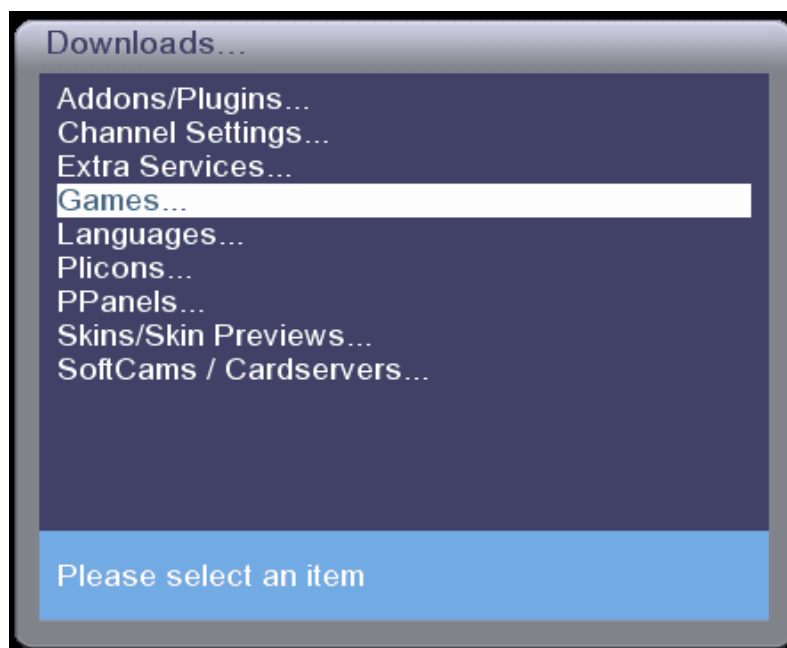 Downloads...
Addons/Plugins...
Channel Settings...
Extra Services...
Games...
Languages...
Plicons...
PPanels...
Skins/Skin Previews...
SoftCams / Cardservers...
Please select an item